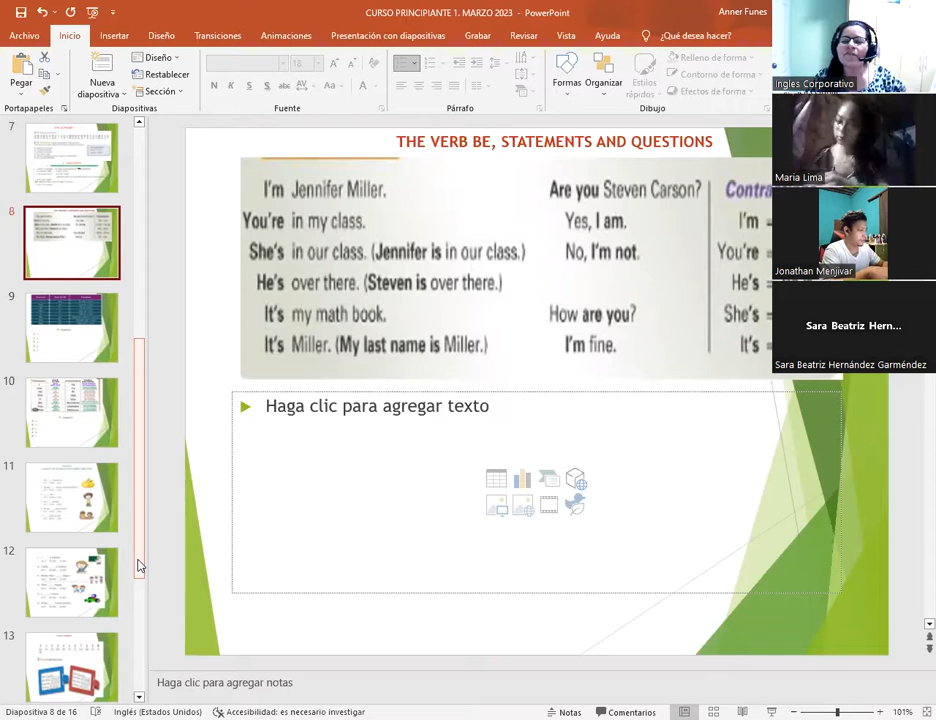 CURSO PRINCIPIANTE 1. MARZO 2023 - PowerPoint
Anner Funes
Archivo Inicio Insertar Diseño Transiciones Animaciones Presentación con diapositivas Grabar Revisar Vista Ayuda ¿Qué desea hacer?
Pegar
Nueva diapositiva
Diseño
Restablecer
Sección
18
N K S S abc AV Aa A
Formas
Organizar
Estilos rápidos
Relleno de forma
Contorno de forma
Efectos de forma
Portapapeles Diapositivas Fuente Párrafo Dibujo
Ingles Corporativo
Maria Lima
Jonathan Menjivar
Sara Beatriz Hern...
Sara Beatriz Hernández Garméndez
7
8
9
10
11
12
13
THE VERB BE, STATEMENTS AND QUESTIONS
I'm Jennifer Miller.
You're in my class.
She's in our class. (Jennifer is in our class.)
He's over there. (Steven is over there.)
It's my math book.
It's Miller. (My last name is Miller.)
Are you Steven Carson?
Yes, I am.
No, I'm not.
How are you?
I'm fine.
Contra
I'm =
You're =
He's =
She's =
It's =
Haga clic para agregar texto
Haga clic para agregar notas
Diapositiva 8 de 16 Inglés (Estados Unidos) Accesibilidad: es necesario investigar Notas Comentarios 101%